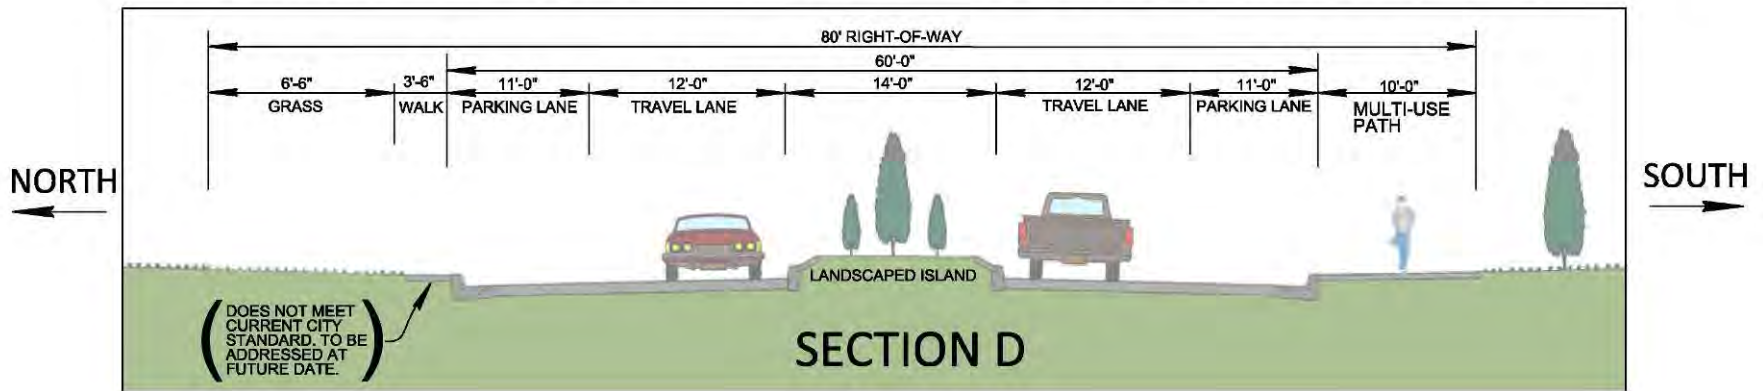 80' RIGHT-OF-WAY
60'-0"
6'-6" 3'-6" 11'-0" 12'-0" 14'-0" 12'-0" 11'-0" 10'-0"
GRASS WALK PARKING LANE TRAVEL LANE TRAVEL LANE PARKING LANE MULTI-USE
PATH
NORTH
SOUTH
LANDSCAPED ISLAND
DOES NOT MEET
CURRENT CITY
STANDARD. TO BE
ADDRESSED AT
FUTURE DATE.
SECTION D